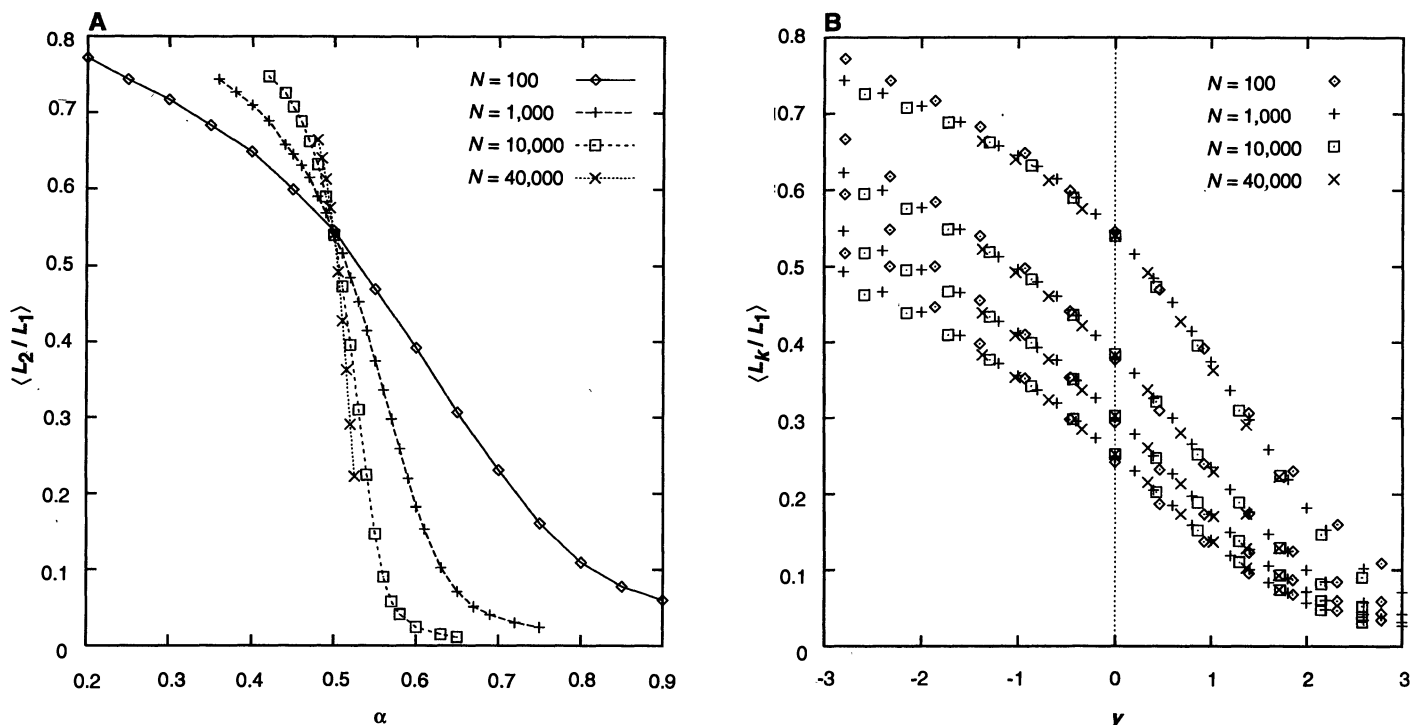 A
⟨L2 / L1⟩
0.8
0.7
0.6
0.5
0.4
0.3
0.2
0.1
0
0.2 0.3 0.4 0.5 0.6 0.7 0.8 0.9
α
N = 100
N = 1,000
N = 10,000
N = 40,000
B
⟨Lk / L1⟩
0.8
0.7
0.6
0.5
0.4
0.3
0.2
0.1
0
-3 -2 -1 0 1 2 3
y
N = 100
N = 1,000
N = 10,000
N = 40,000